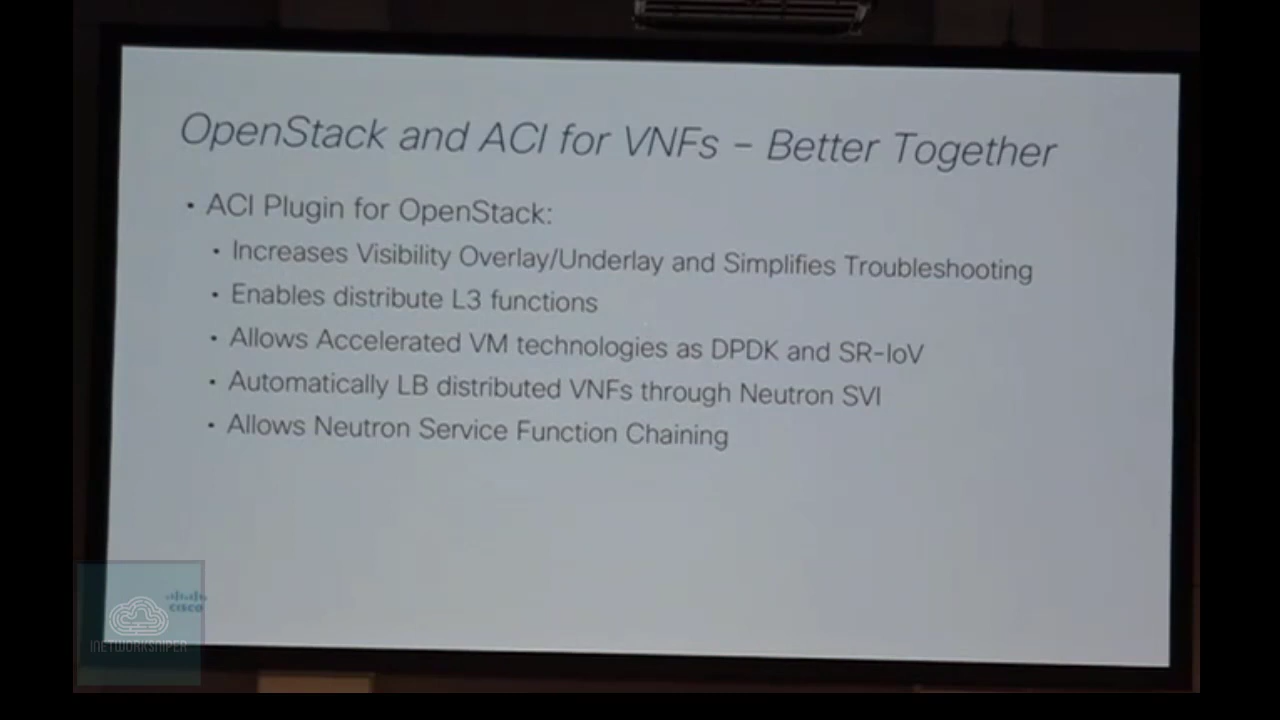 OpenStack and ACI for VNFs – Better Together
• ACI Plugin for OpenStack:
• Increases Visibility Overlay/Underlay and Simplifies Troubleshooting
• Enables distribute L3 functions
• Allows Accelerated VM technologies as DPDK and SR-IoV
• Automatically LB distributed VNFs through Neutron SVI
• Allows Neutron Service Function Chaining
CISCO
INETWORKSNIPER